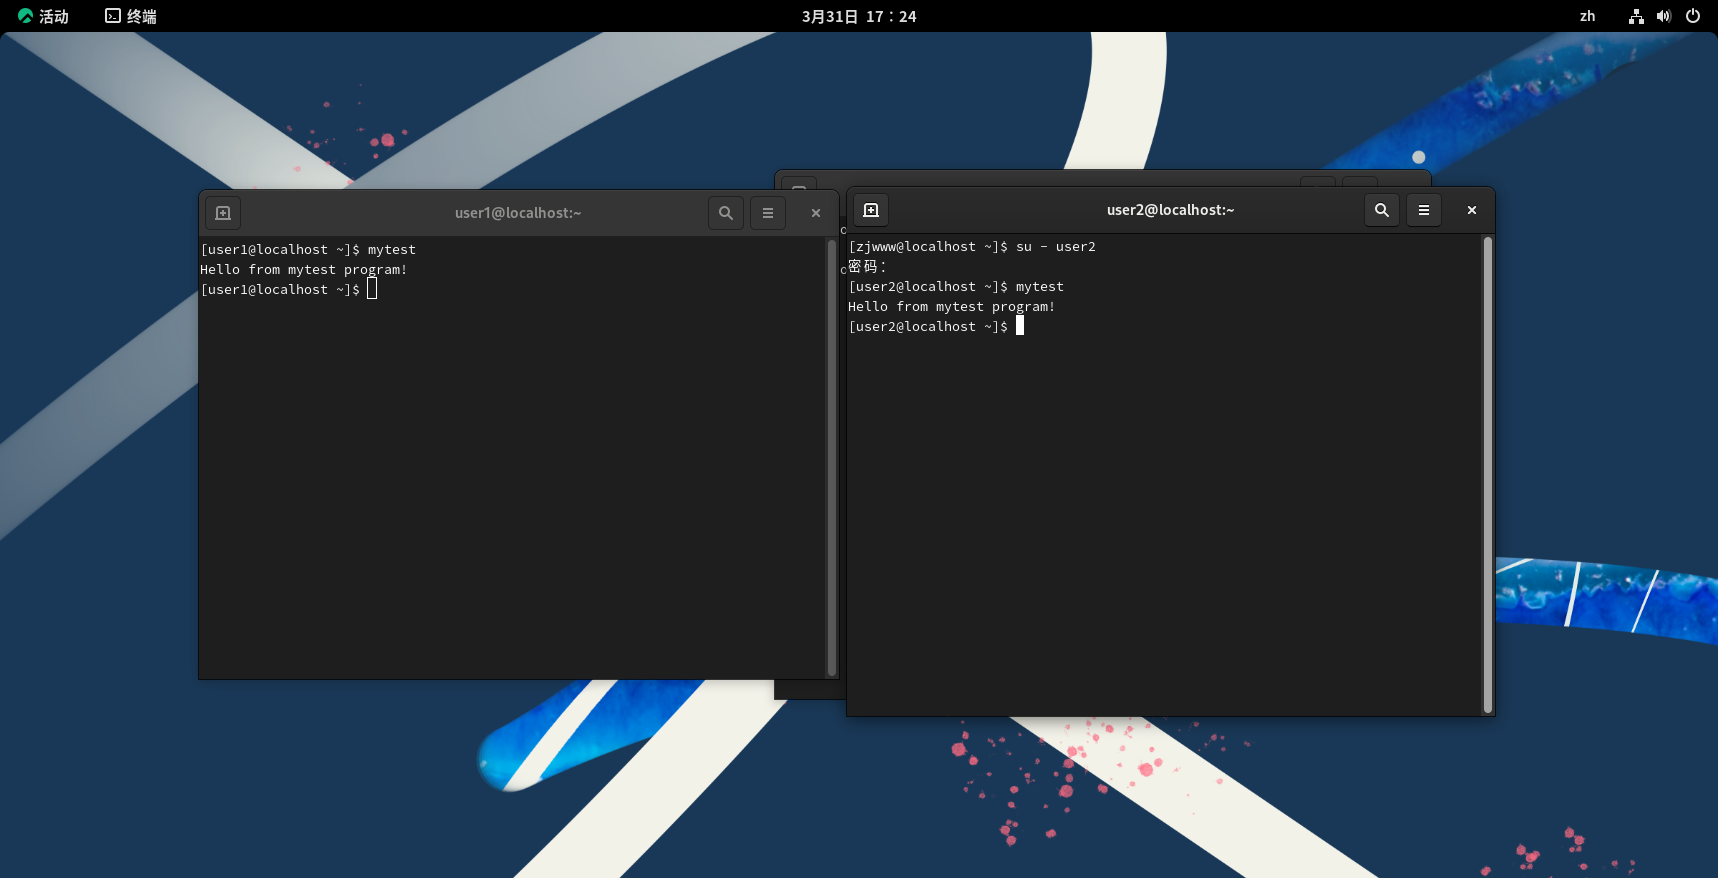 活动 终端 3月31日 17：24 zh
user1@localhost:~
[user1@localhost ~]$ mytest
Hello from mytest program!
[user1@localhost ~]$
user2@localhost:~
[zjwww@localhost ~]$ su - user2
密码：
[user2@localhost ~]$ mytest
Hello from mytest program!
[user2@localhost ~]$